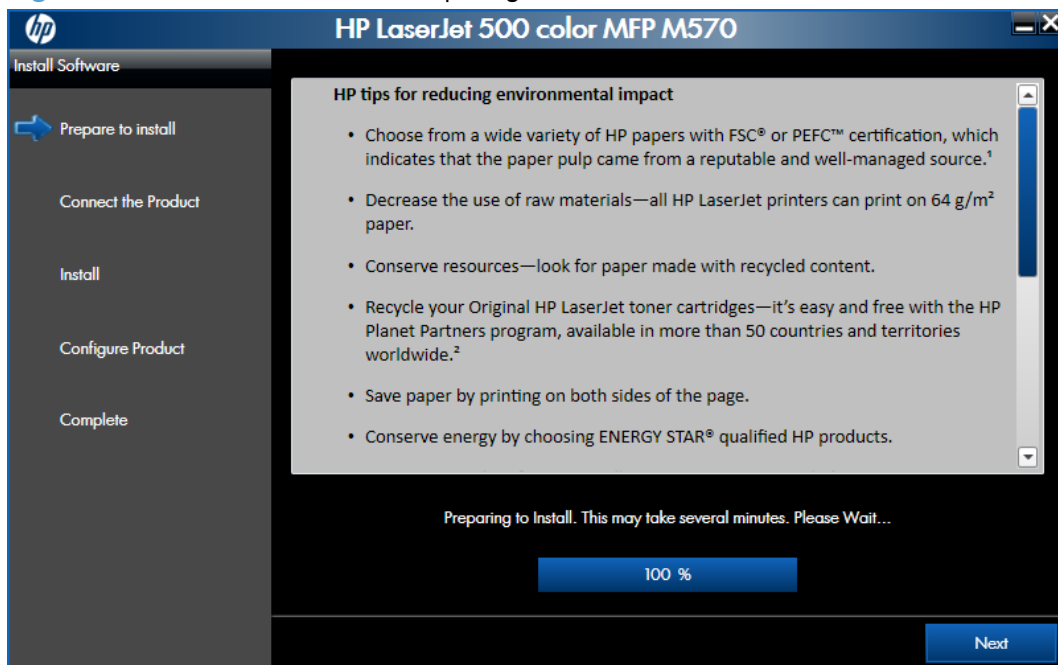 hp
HP LaserJet 500 color MFP M570
Install Software
Prepare to install
Connect the Product
Install
Configure Product
Complete
HP tips for reducing environmental impact
• Choose from a wide variety of HP papers with FSC® or PEFC™ certification, which
indicates that the paper pulp came from a reputable and well-managed source.¹
• Decrease the use of raw materials—all HP LaserJet printers can print on 64 g/m²
paper.
• Conserve resources—look for paper made with recycled content.
• Recycle your Original HP LaserJet toner cartridges—it’s easy and free with the HP
Planet Partners program, available in more than 50 countries and territories
worldwide.²
• Save paper by printing on both sides of the page.
• Conserve energy by choosing ENERGY STAR® qualified HP products.
Preparing to Install. This may take several minutes. Please Wait...
100 %
Next